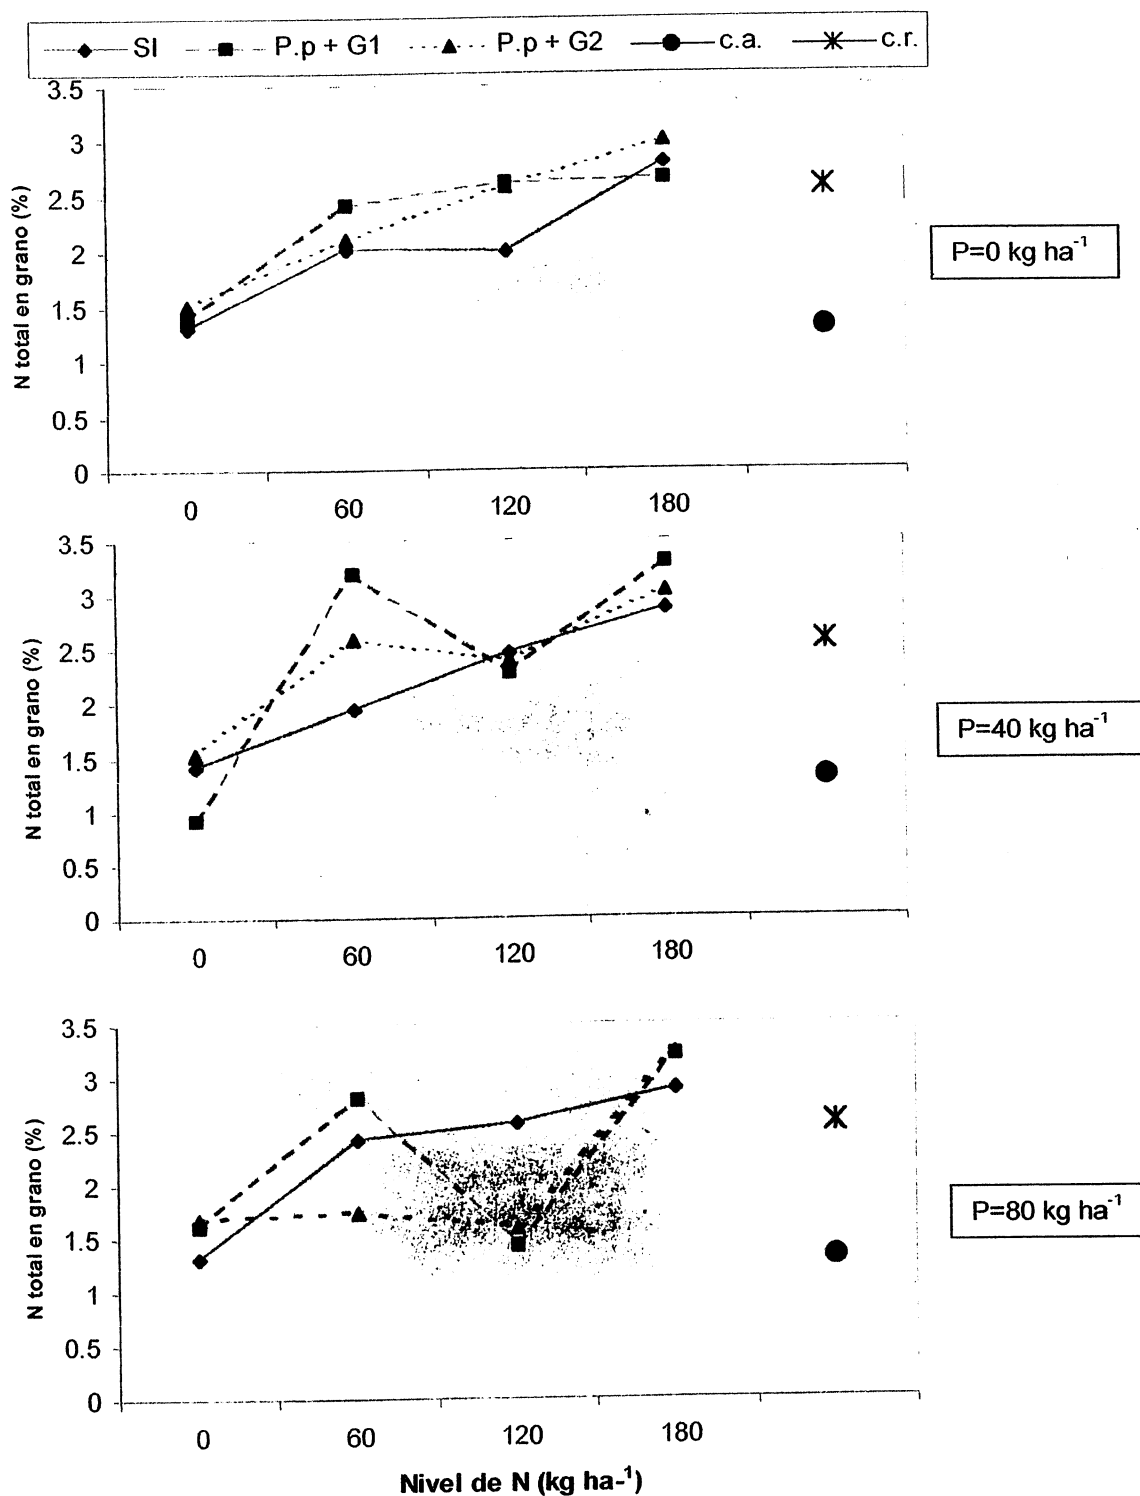 SI P.p + G1 P.p + G2 c.a. c.r.
3.5
3
2.5
2
1.5
1
0.5
0
N total en grano (%)
0 60 120 180
P=0 kg ha-1
3.5
3
2.5
2
1.5
1
0.5
0
N total en grano (%)
0 60 120 180
P=40 kg ha-1
3.5
3
2.5
2
1.5
1
0.5
0
N total en grano (%)
0 60 120 180
P=80 kg ha-1
Nivel de N (kg ha-1)